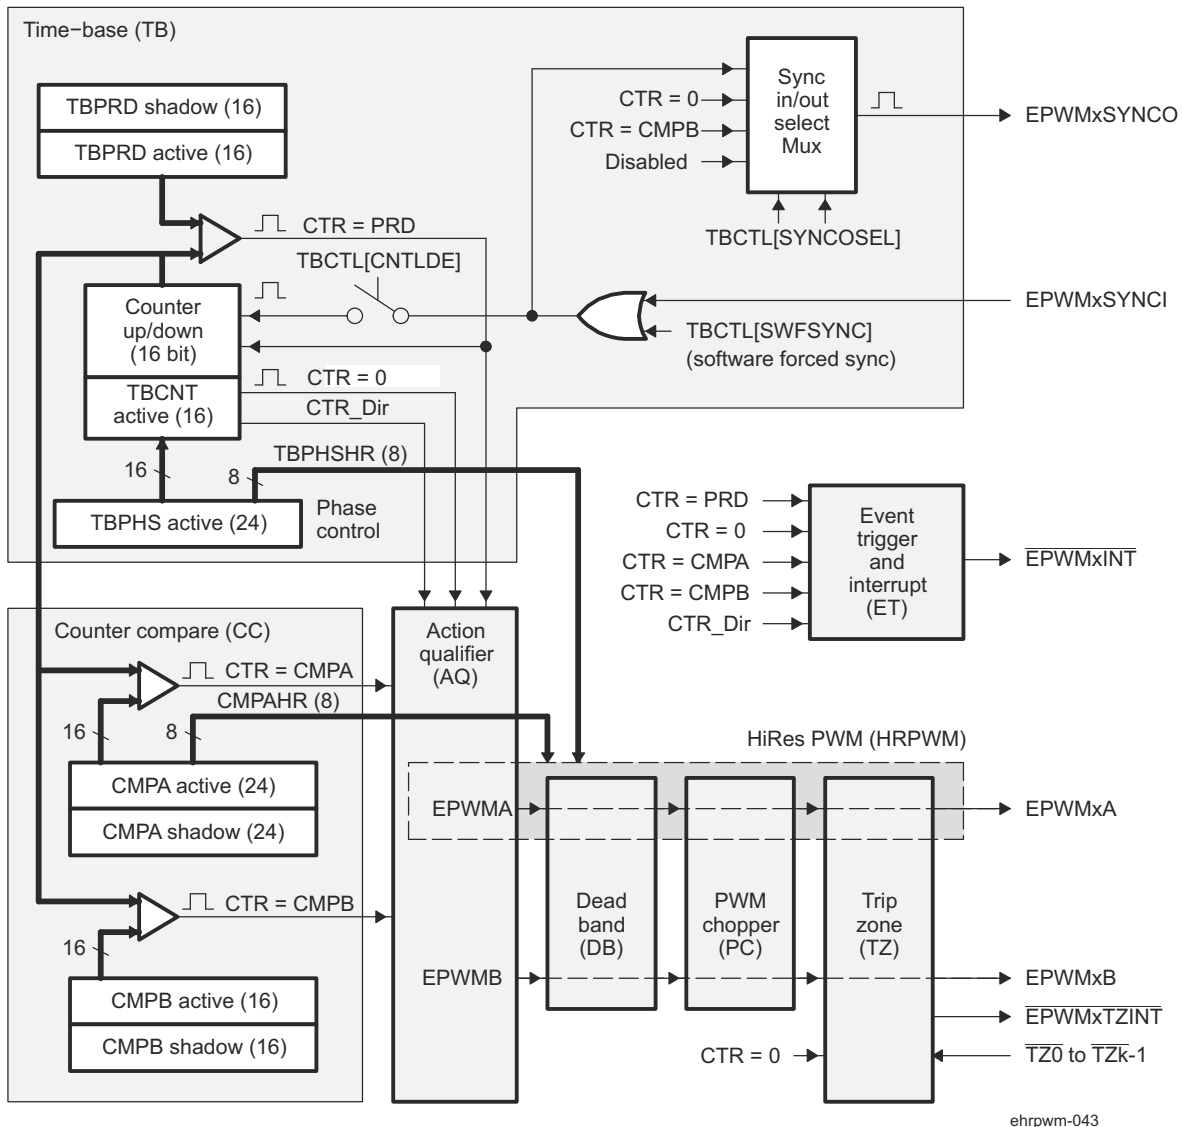 Time−base (TB)
TBPRD shadow (16)
TBPRD active (16)
CTR = PRD
TBCTL[CNTLDE]
Counter
up/down
(16 bit)
TBCNT
active (16)
CTR = 0
CTR_Dir
16
8
TBPHSHR (8)
TBPHS active (24)
Phase
control
CTR = 0
CTR = CMPB
Disabled
Sync
in/out
select
Mux
TBCTL[SYNCOSEL]
EPWMxSYNCO
EPWMxSYNCI
TBCTL[SWFSYNC]
(software forced sync)
CTR = PRD
CTR = 0
CTR = CMPA
CTR = CMPB
CTR_Dir
Event
trigger
and
interrupt
(ET)
EPWMxINT
Counter compare (CC)
CTR = CMPA
CMPAHR (8)
16
8
CMPA active (24)
CMPA shadow (24)
CTR = CMPB
16
CMPB active (16)
CMPB shadow (16)
Action
qualifier
(AQ)
EPWMA
EPWMB
HiRes PWM (HRPWM)
Dead
band
(DB)
PWM
chopper
(PC)
Trip
zone
(TZ)
CTR = 0
EPWMxA
EPWMxB
EPWMxTZINT
TZ0 to TZk-1
ehrpwm-043